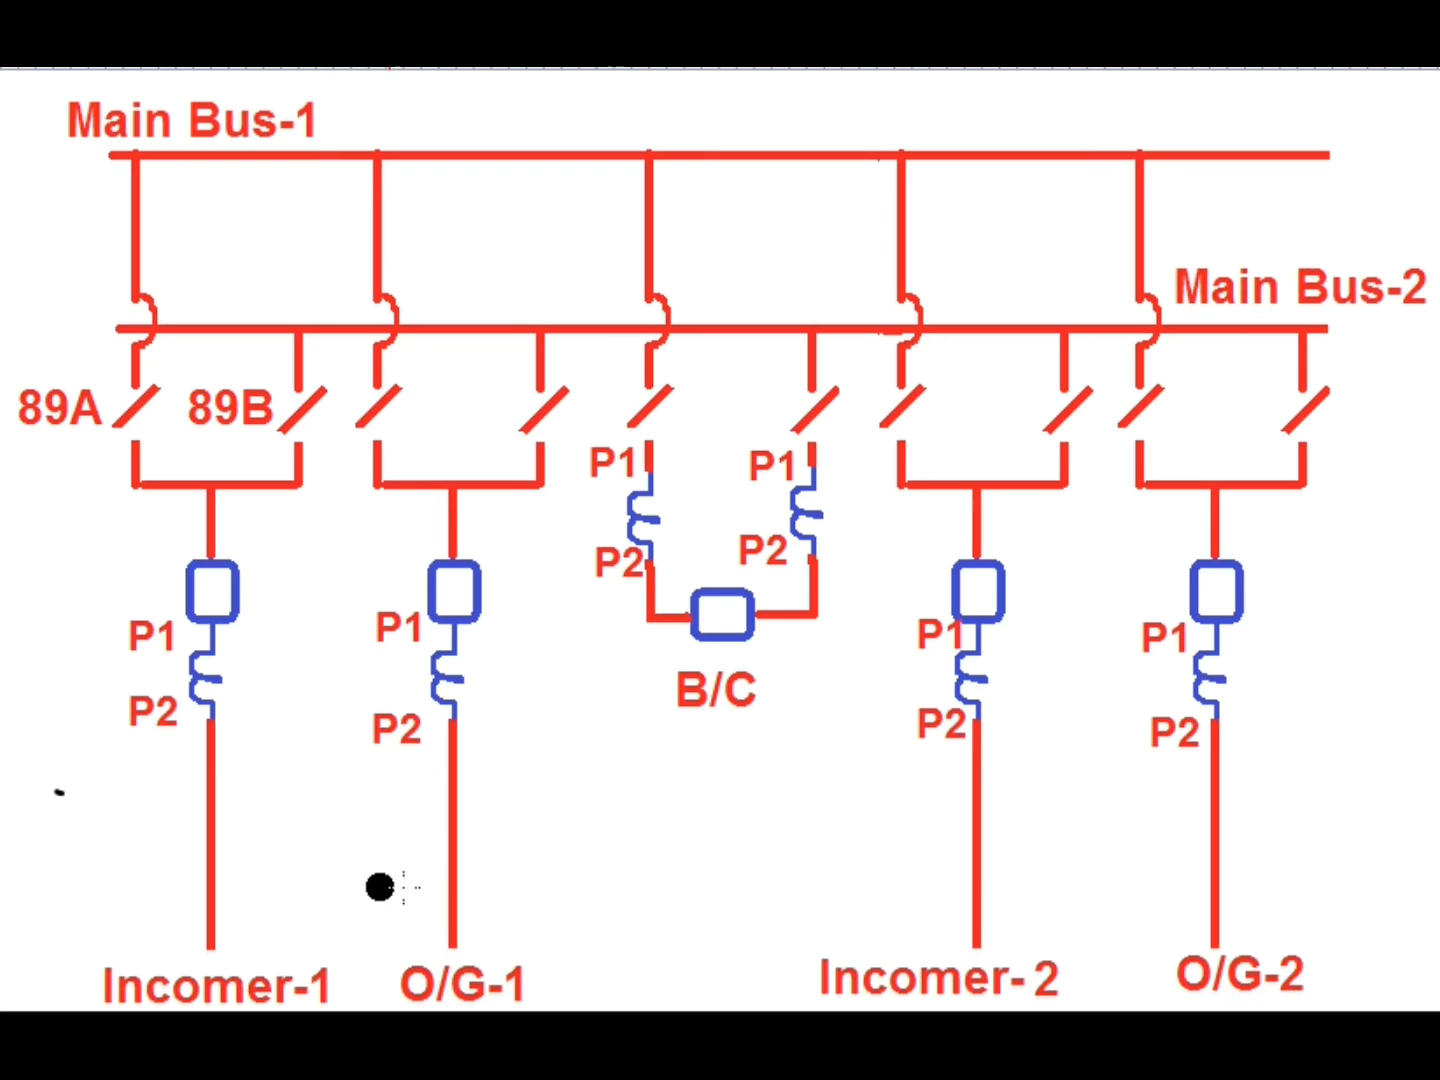 Main Bus-1
Main Bus-2
89A
89B
P1
P1
P2
P2
P1
P2
P1
P2
B/C
P1
P2
P1
P2
Incomer-1
O/G-1
Incomer-2
O/G-2